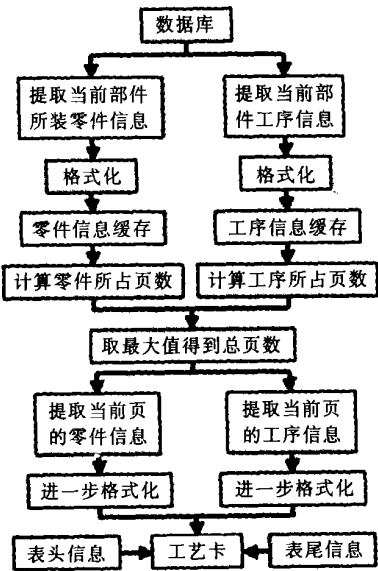 数据库
提取当前部件
所装零件信息
提取当前部
件工序信息
格式化
格式化
零件信息缓存
工序信息缓存
计算零件所占页数
计算工序所占页数
取最大值得到总页数
提取当前页
的零件信息
提取当前页
的工序信息
进一步格式化
进一步格式化
表头信息
工艺卡
表尾信息